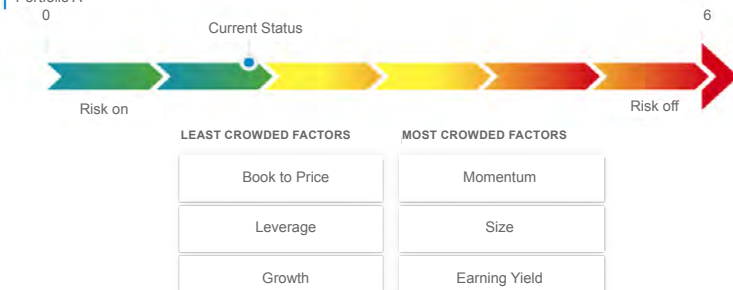 Portfolio A
0
6
Current Status
Risk on
Risk off
LEAST CROWDED FACTORS
MOST CROWDED FACTORS
Book to Price
Momentum
Leverage
Size
Growth
Earning Yield